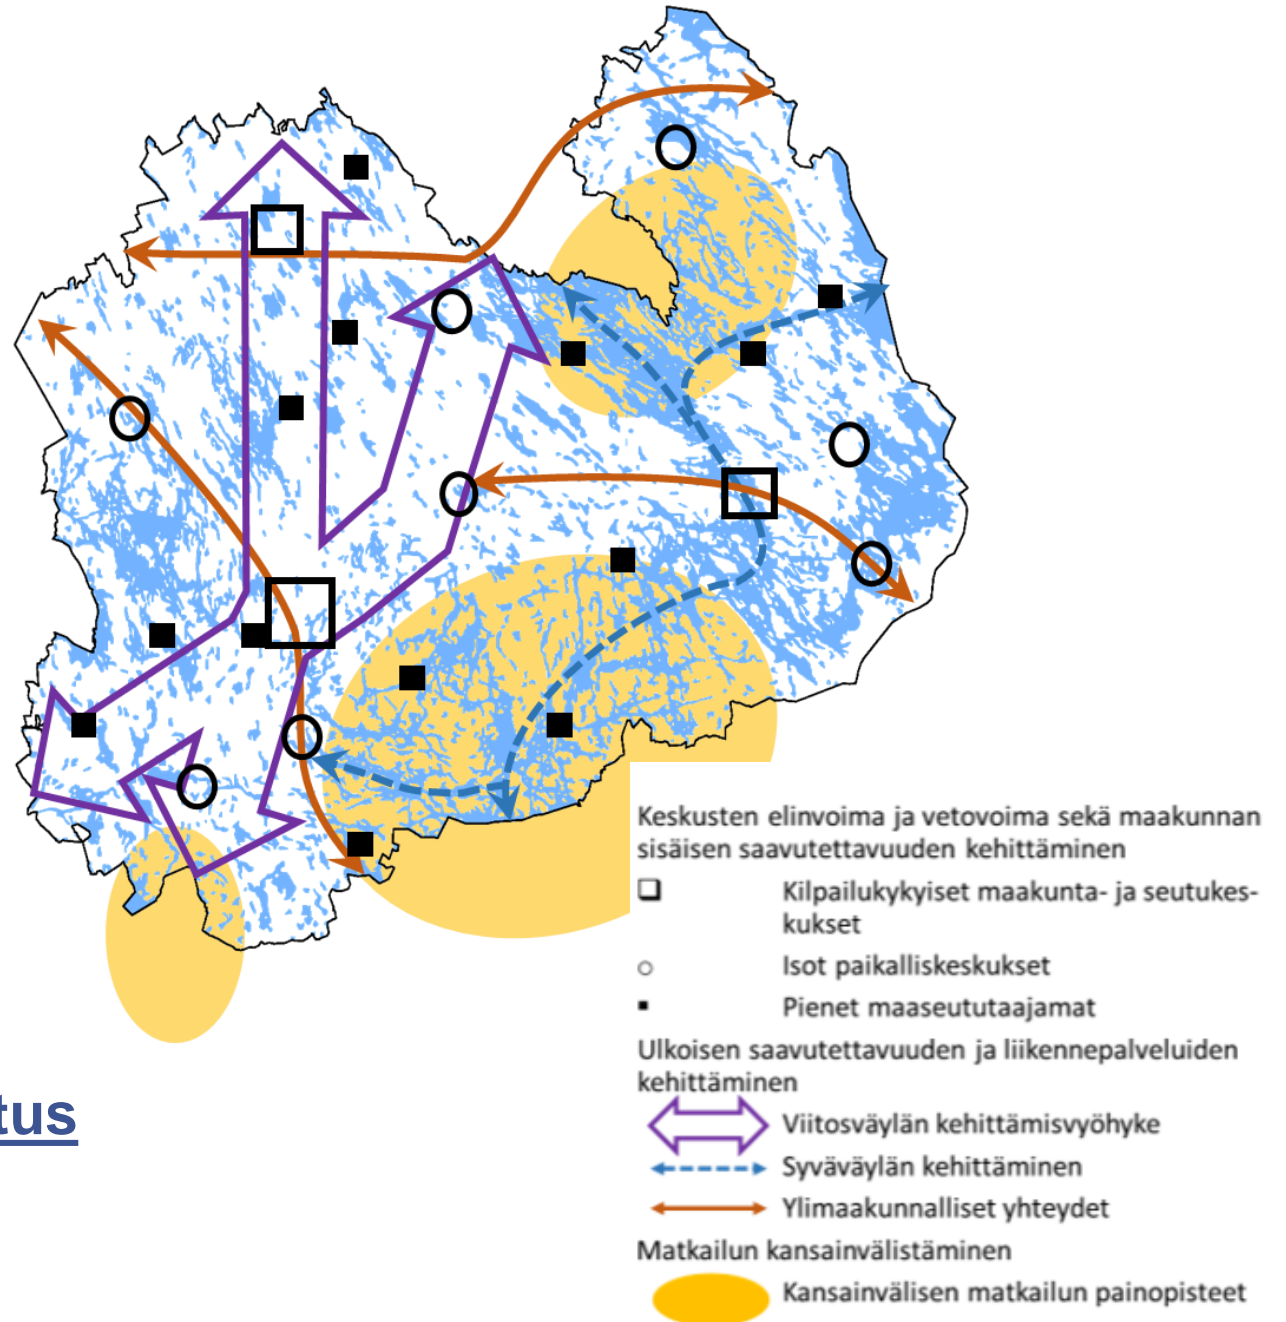 Keskusten elinvoima ja vetovoima sekä maakunnan
sisäisen saavutettavuuden kehittäminen
Kilpailukykyiset maakunta- ja seutukes-
kukset
Isot paikalliskeskukset
Pienet maaseututaajamat
Ulkoisen saavutettavuuden ja liikennepalveluiden
kehittäminen
Viitosväylän kehittämisvyöhyke
Syväväylän kehittäminen
Ylimaakunnalliset yhteydet
Matkailun kansainvälistäminen
Kansainvälisen matkailun painopisteet
tus